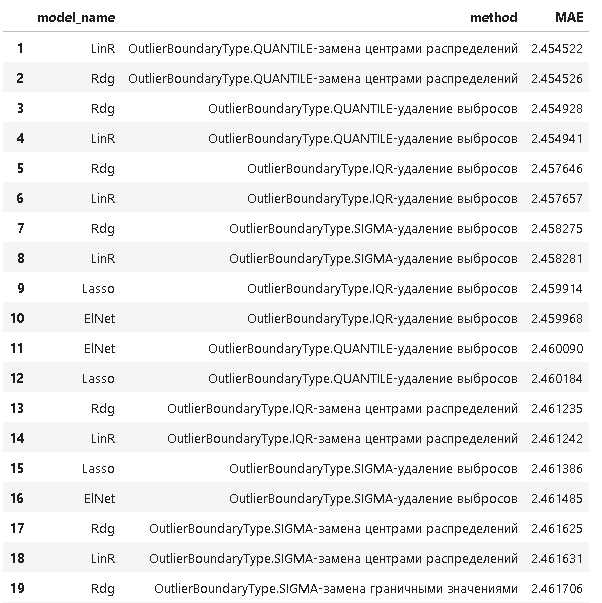 model_name method MAE
1 LinR OutlierBoundaryType.QUANTILE-замена центрами распределений 2.454522
2 Rdg OutlierBoundaryType.QUANTILE-замена центрами распределений 2.454526
3 Rdg OutlierBoundaryType.QUANTILE-удаление выбросов 2.454928
4 LinR OutlierBoundaryType.QUANTILE-удаление выбросов 2.454941
5 Rdg OutlierBoundaryType.IQR-удаление выбросов 2.457646
6 LinR OutlierBoundaryType.IQR-удаление выбросов 2.457657
7 Rdg OutlierBoundaryType.SIGMA-удаление выбросов 2.458275
8 LinR OutlierBoundaryType.SIGMA-удаление выбросов 2.458281
9 Lasso OutlierBoundaryType.IQR-удаление выбросов 2.459914
10 ElNet OutlierBoundaryType.IQR-удаление выбросов 2.459968
11 ElNet OutlierBoundaryType.QUANTILE-удаление выбросов 2.460090
12 Lasso OutlierBoundaryType.QUANTILE-удаление выбросов 2.460184
13 Rdg OutlierBoundaryType.IQR-замена центрами распределений 2.461235
14 LinR OutlierBoundaryType.IQR-замена центрами распределений 2.461242
15 Lasso OutlierBoundaryType.SIGMA-удаление выбросов 2.461386
16 ElNet OutlierBoundaryType.SIGMA-удаление выбросов 2.461485
17 Rdg OutlierBoundaryType.SIGMA-замена центрами распределений 2.461625
18 LinR OutlierBoundaryType.SIGMA-замена центрами распределений 2.461631
19 Rdg OutlierBoundaryType.SIGMA-замена граничными значениями 2.461706